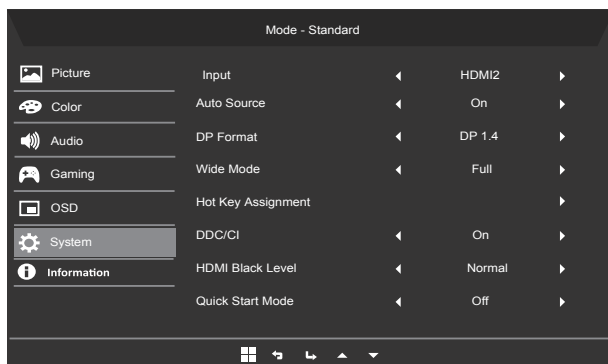 Mode - Standard
Picture
Color
Audio
Gaming
OSD
System
Information
Input HDMI2
Auto Source On
DP Format DP 1.4
Wide Mode Full
Hot Key Assignment
DDC/CI On
HDMI Black Level Normal
Quick Start Mode Off